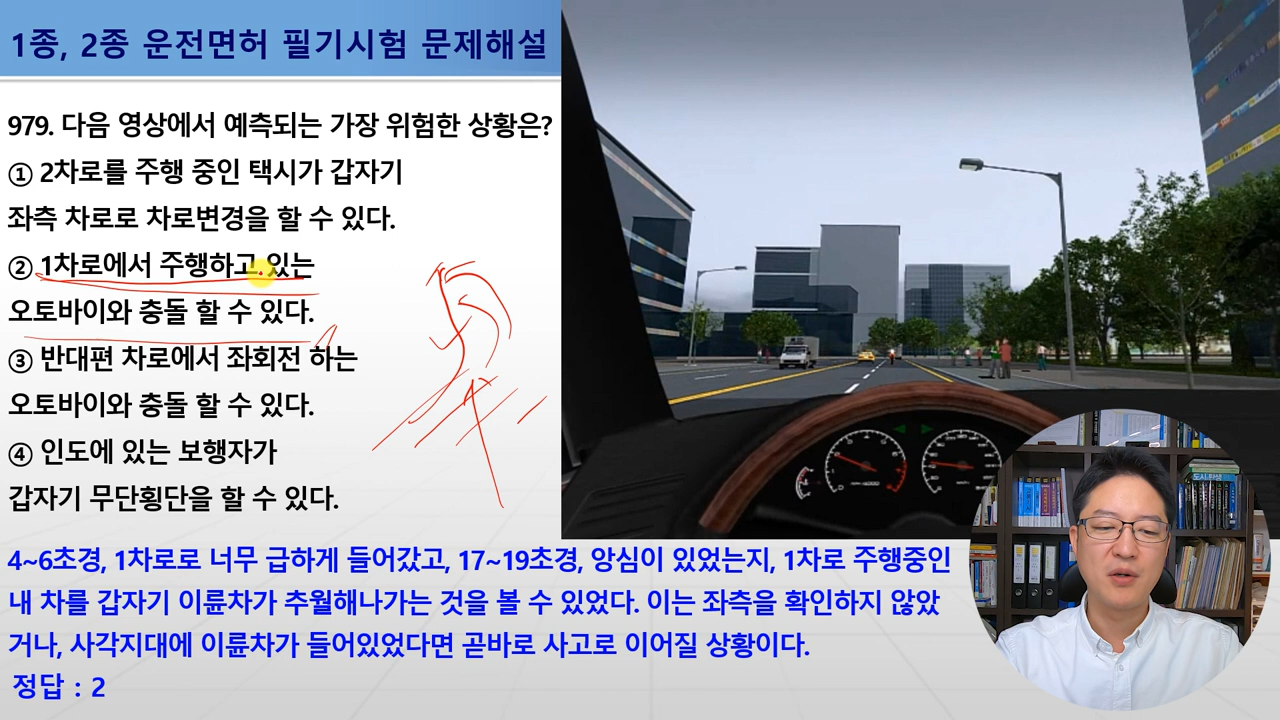 1종, 2종 운전면허 필기시험 문제해설
979. 다음 영상에서 예측되는 가장 위험한 상황은?
① 2차로를 주행 중인 택시가 갑자기
좌측 차로로 차로변경을 할 수 있다.
② 1차로에서 주행하고 있는
오토바이와 충돌 할 수 있다.
③ 반대편 차로에서 좌회전 하는
오토바이와 충돌 할 수 있다.
④ 인도에 있는 보행자가
갑자기 무단횡단을 할 수 있다.
4~6초경, 1차로로 너무 급하게 들어갔고, 17~19초경, 앙심이 있었는지, 1차로 주행중인
내 차를 갑자기 이륜차가 추월해나가는 것을 볼 수 있었다. 이는 좌측을 확인하지 않았
거나, 사각지대에 이륜차가 들어있었다면 곧바로 사고로 이어질 상황이다.
정답 : 2